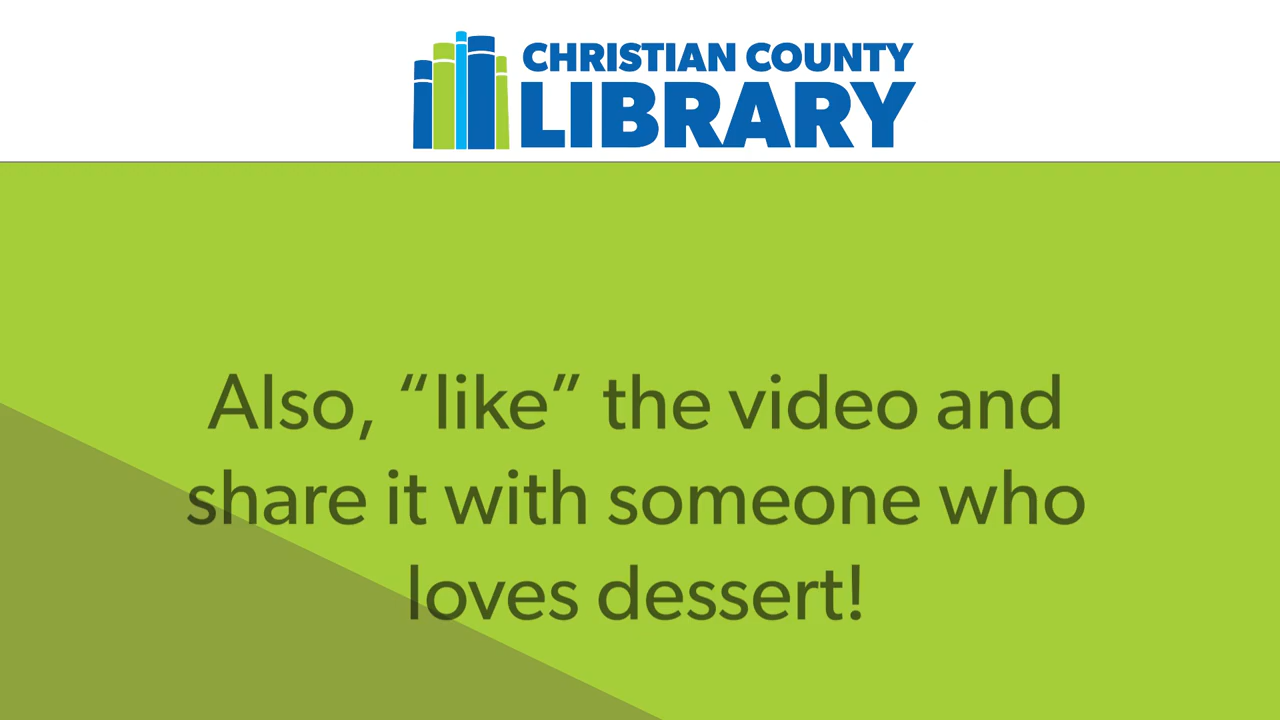 CHRISTIAN COUNTY
LIBRARY
Also, “like” the video and
share it with someone who
loves dessert!